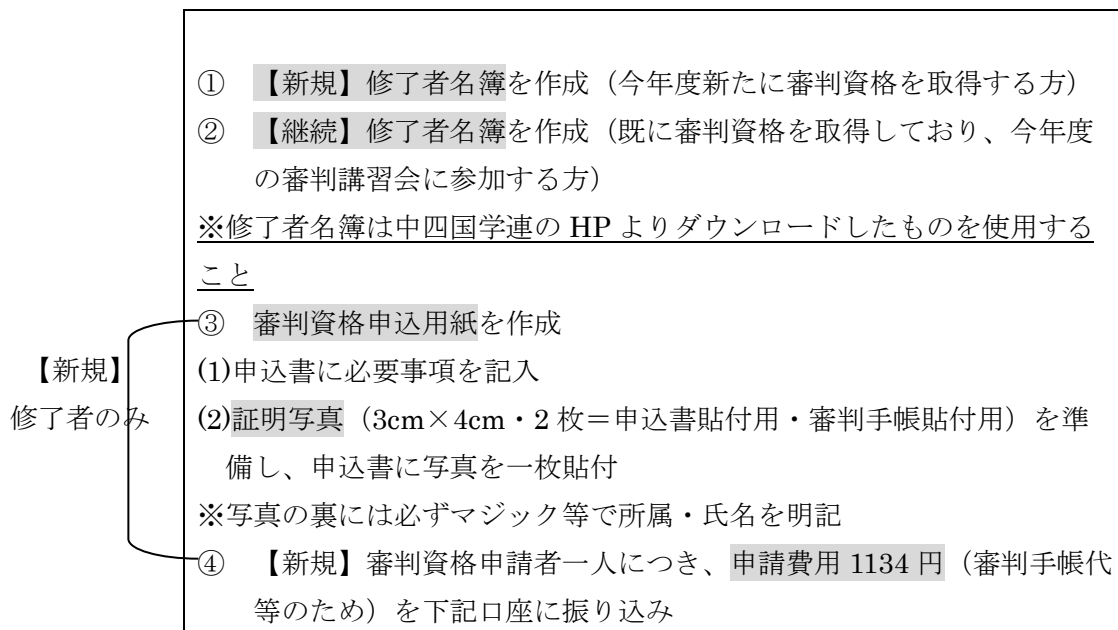 ① 【新規】修了者名簿を作成（今年度新たに審判資格を取得する方）
② 【継続】修了者名簿を作成（既に審判資格を取得しており、今年度
の審判講習会に参加する方）
※修了者名簿は中四国学連の HP よりダウンロードしたものを使用する
こと
③ 審判資格申込用紙を作成
【新規】
修了者のみ
(1)申込書に必要事項を記入
(2)証明写真（3cm×4cm・2 枚＝申込書貼付用・審判手帳貼付用）を準
備し、申込書に写真を一枚貼付
※写真の裏には必ずマジック等で所属・氏名を明記
④ 【新規】審判資格申請者一人につき、申請費用 1134 円（審判手帳代
等のため）を下記口座に振り込み